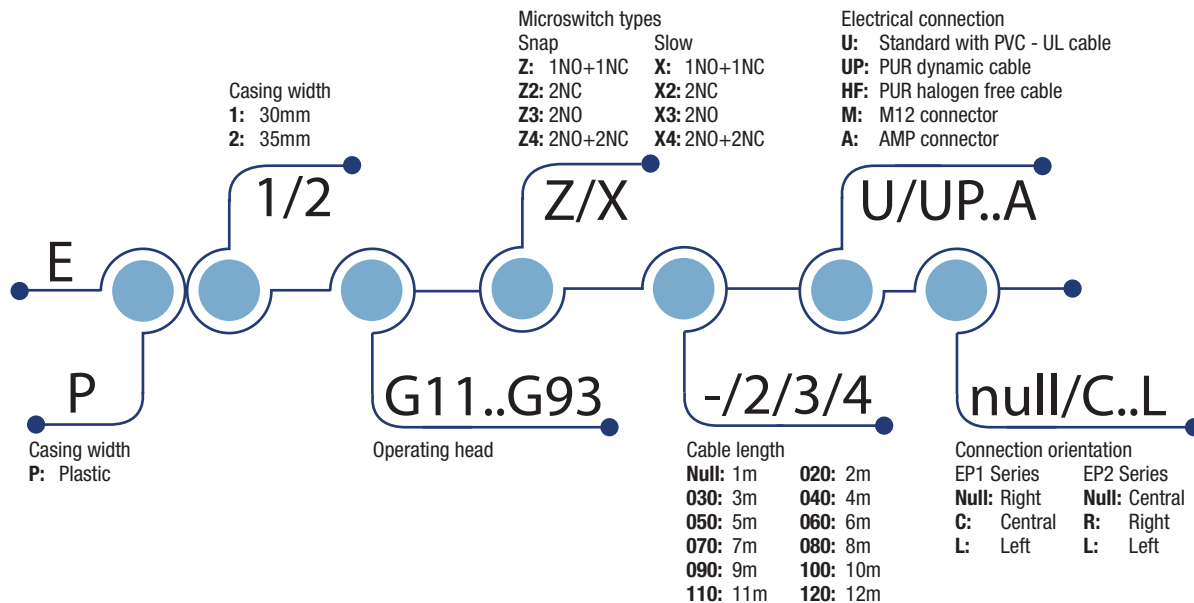 Microswitch types
Snap Slow
Z: 1NO+1NC X: 1NO+1NC
Z2: 2NC X2: 2NC
Z3: 2NO X3: 2NO
Z4: 2NO+2NC X4: 2NO+2NC
Electrical connection
U: Standard with PVC - UL cable
UP: PUR dynamic cable
HF: PUR halogen free cable
M: M12 connector
A: AMP connector
Casing width
1: 30mm
2: 35mm
1/2
Z/X
U/UP..A
E
P
G11..G93
-/2/3/4
null/C..L
Casing width
P: Plastic
Operating head
Cable length
Null: 1m 020: 2m
030: 3m 040: 4m
050: 5m 060: 6m
070: 7m 080: 8m
090: 9m 100: 10m
110: 11m 120: 12m
Connection orientation
EP1 Series EP2 Series
Null: Right Null: Central
C: Central R: Right
L: Left L: Left